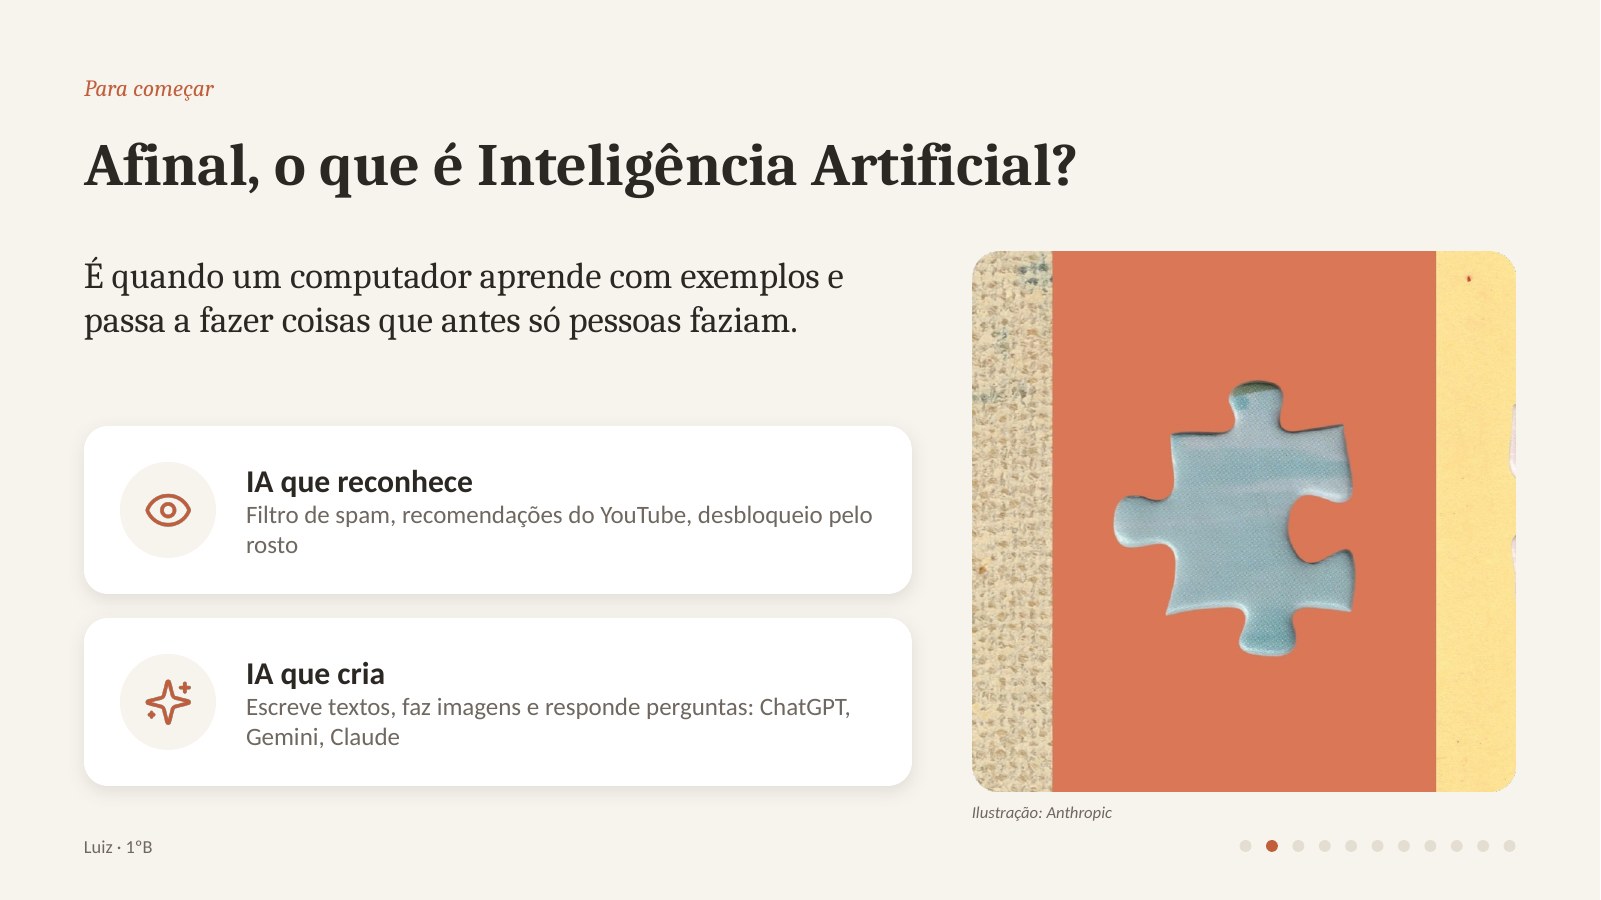 Para começar
Afinal, o que é Inteligência Artificial?
É quando um computador aprende com exemplos e
passa a fazer coisas que antes só pessoas faziam.
IA que reconhece
Filtro de spam, recomendações do YouTube, desbloqueio pelo
rosto
IA que cria
Escreve textos, faz imagens e responde perguntas: ChatGPT,
Gemini, Claude
Ilustração: Anthropic
Luiz · 1ºB